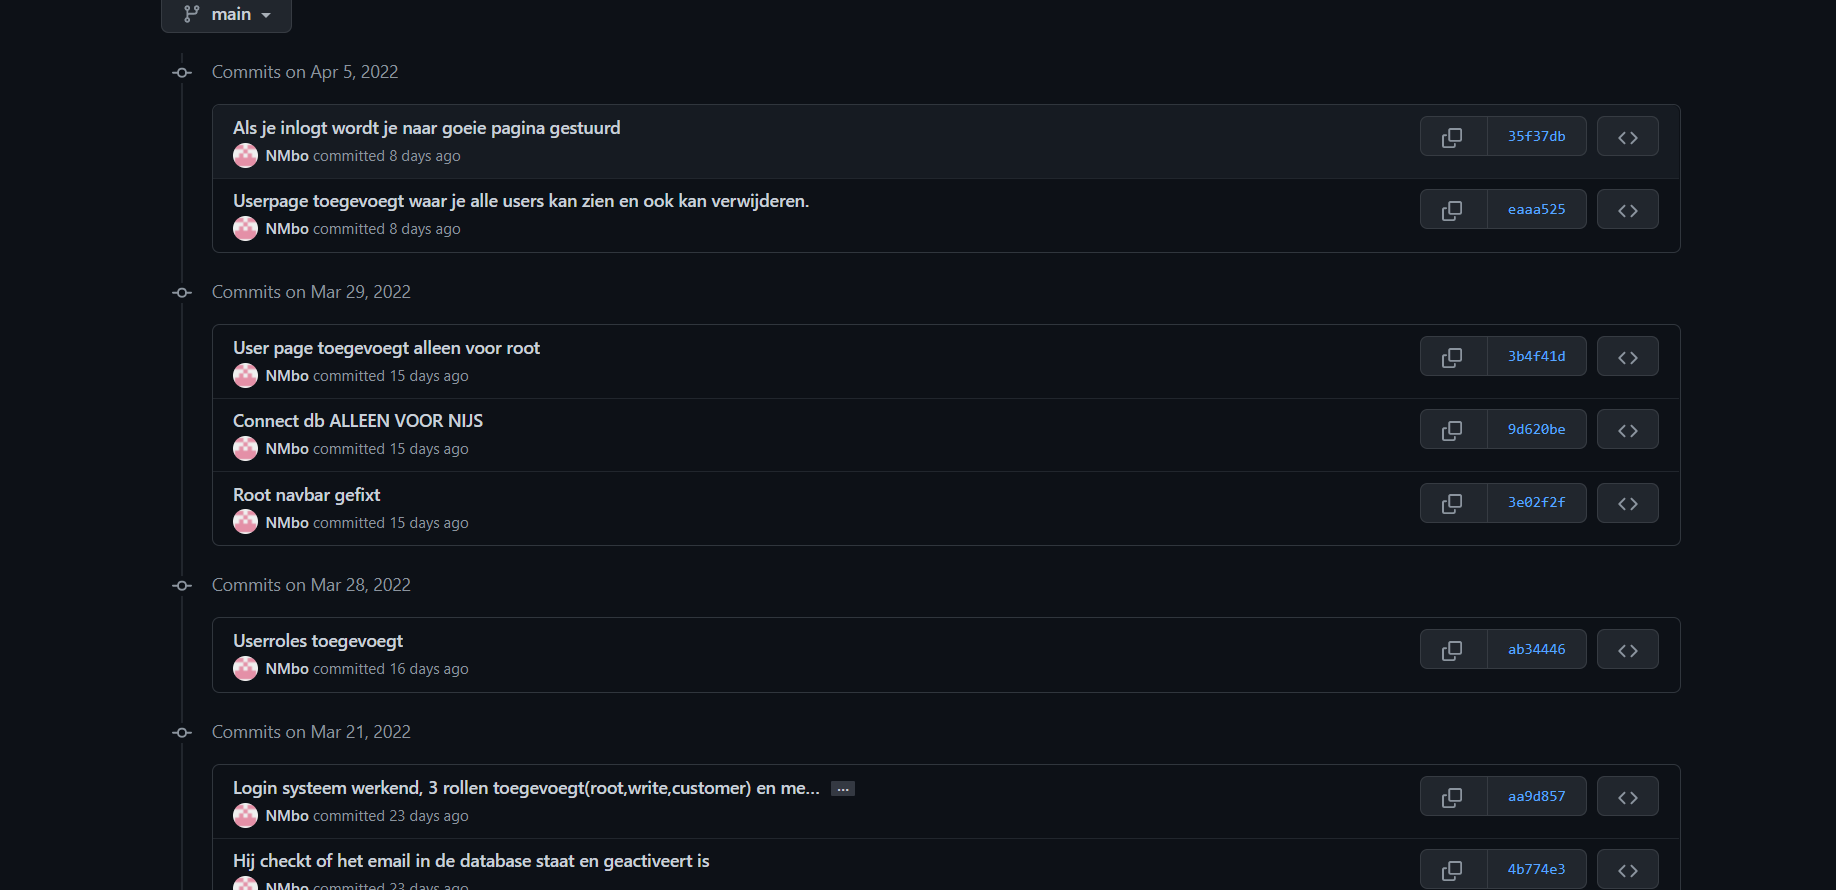 main
Commits on Apr 5, 2022
Als je inlogt wordt je naar goeie pagina gestuurd
NMbo committed 8 days ago
35f37db
Userpage toegevoegt waar je alle users kan zien en ook kan verwijderen.
NMbo committed 8 days ago
eaaa525
Commits on Mar 29, 2022
User page toegevoegt alleen voor root
NMbo committed 15 days ago
3b4f41d
Connect db ALLEEN VOOR NIJS
NMbo committed 15 days ago
9d620be
Root navbar gefixt
NMbo committed 15 days ago
3e02f2f
Commits on Mar 28, 2022
Userroles toegevoegt
NMbo committed 16 days ago
ab34446
Commits on Mar 21, 2022
Login systeem werkend, 3 rollen toegevoegt(root,write,customer) en me... ...
NMbo committed 23 days ago
aa9d857
Hij checkt of het email in de database staat en geactiveert is
NMbo committed 23 days ago
4b774e3